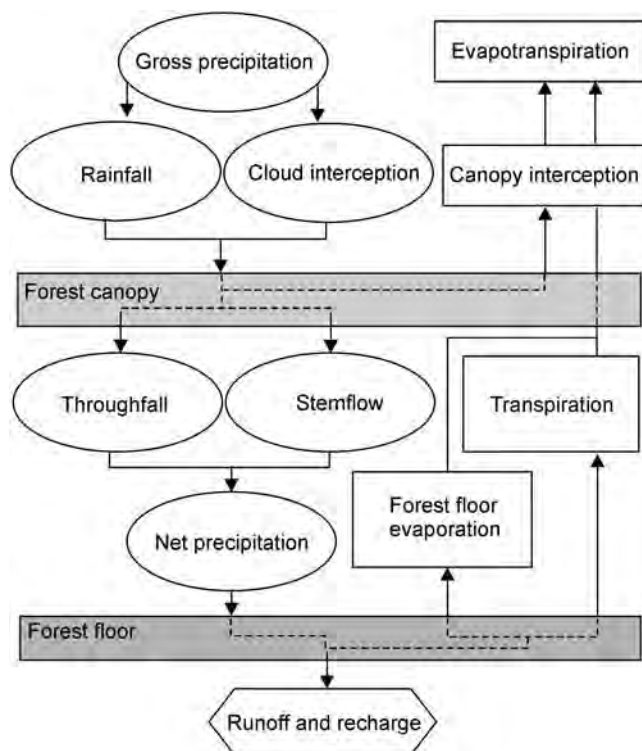 Gross precipitation
Evapotranspiration
Rainfall
Cloud interception
Canopy interception
Forest canopy
Throughfall
Stemflow
Transpiration
Forest floor
evaporation
Net precipitation
Forest floor
Runoff and recharge